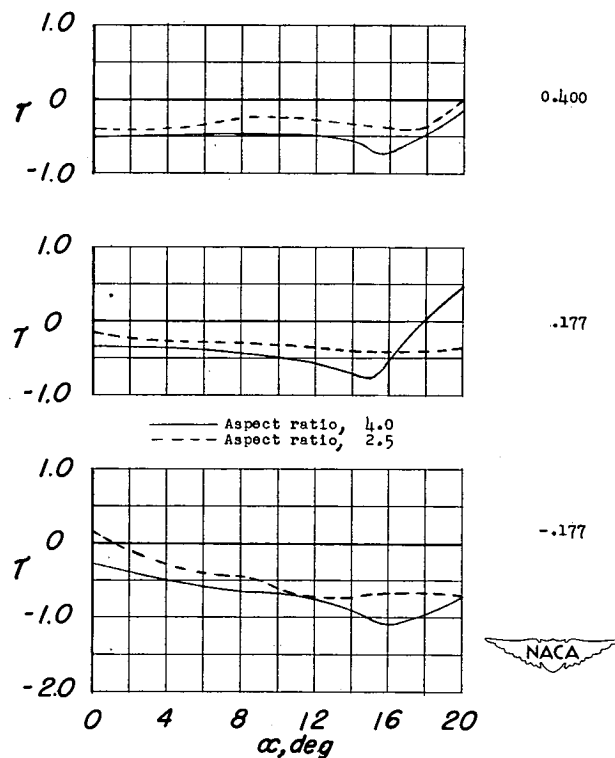 1.0
τ 0 0.400
-1.0
1.0
τ 0 .177
-1.0
Aspect ratio, 4.0
Aspect ratio, 2.5
1.0
0 -.177
τ
-1.0
NACA
-2.0
0 4 8 12 16 20
α, deg